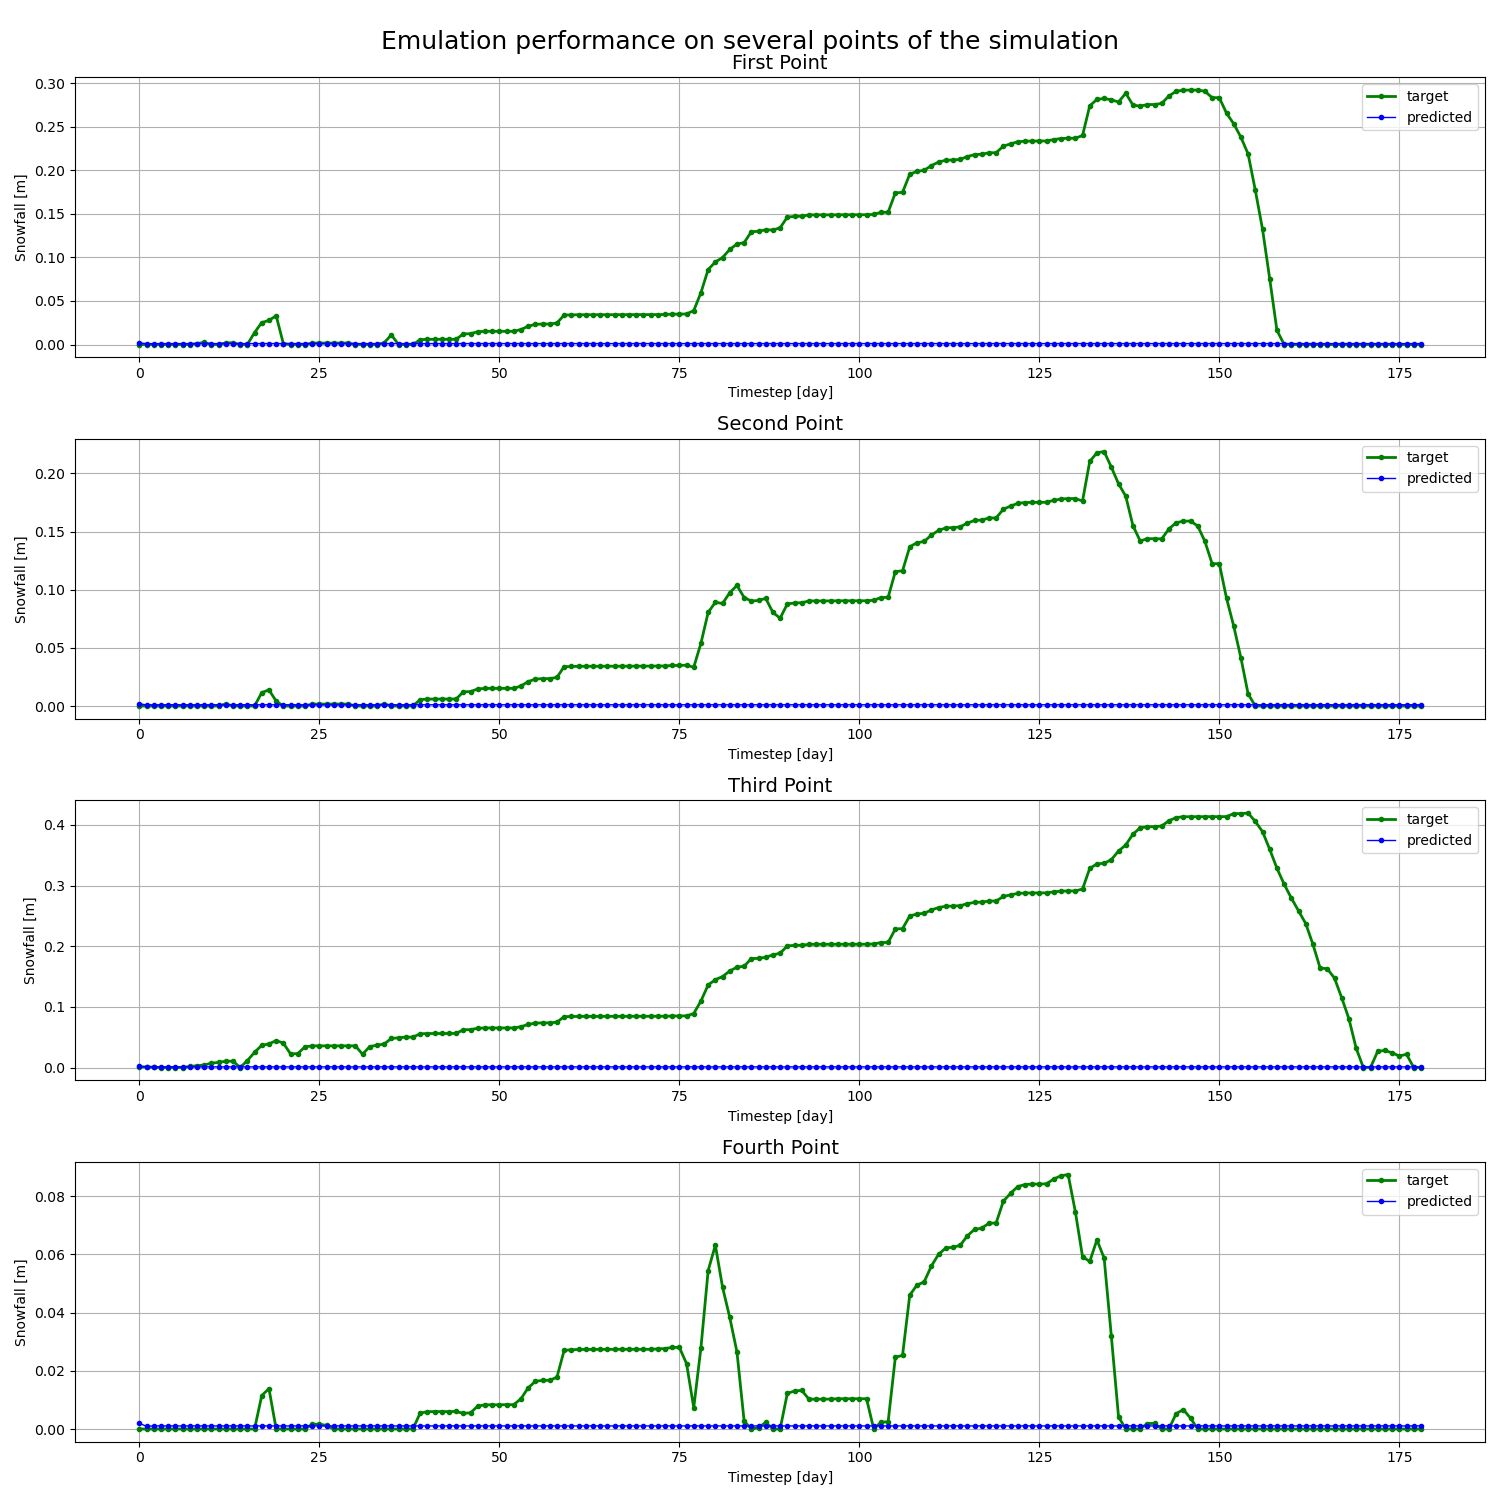 Emulation performance on several points of the simulation
First Point
0.30
0.25
0.20
0.15
0.10
0.05
0.00
Snowfall [m]
target
predicted
0 25 50 75 100 125 150 175
Timestep [day]
Second Point
0.20
0.15
0.10
0.05
0.00
Snowfall [m]
target
predicted
0 25 50 75 100 125 150 175
Timestep [day]
Third Point
0.4
0.3
0.2
0.1
0.0
Snowfall [m]
target
predicted
0 25 50 75 100 125 150 175
Timestep [day]
Fourth Point
0.08
0.06
0.04
0.02
0.00
Snowfall [m]
target
predicted
0 25 50 75 100 125 150 175
Timestep [day]